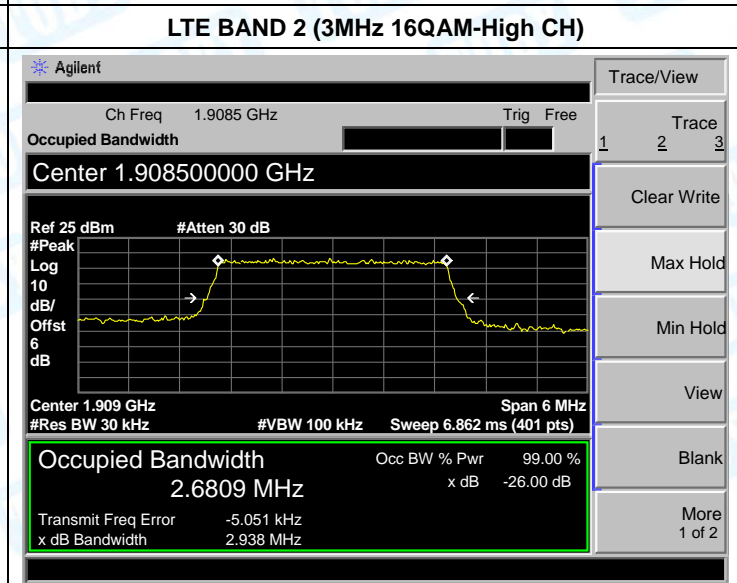 LTE BAND 2 (3MHz 16QAM-High CH)
Agilent
Trace/View
Ch Freq 1.9085 GHz Trig Free
Occupied Bandwidth
Trace
1 2 3
Center 1.908500000 GHz
Clear Write
Ref 25 dBm #Atten 30 dB
#Peak
Log
10
dB/
Offst
6
dB
Max Hold
Min Hold
View
Center 1.909 GHz Span 6 MHz
#Res BW 30 kHz #VBW 100 kHz Sweep 6.862 ms (401 pts)
Occupied Bandwidth Occ BW % Pwr 99.00 %
2.6809 MHz x dB -26.00 dB
Transmit Freq Error -5.051 kHz
x dB Bandwidth 2.938 MHz
Blank
More
1 of 2